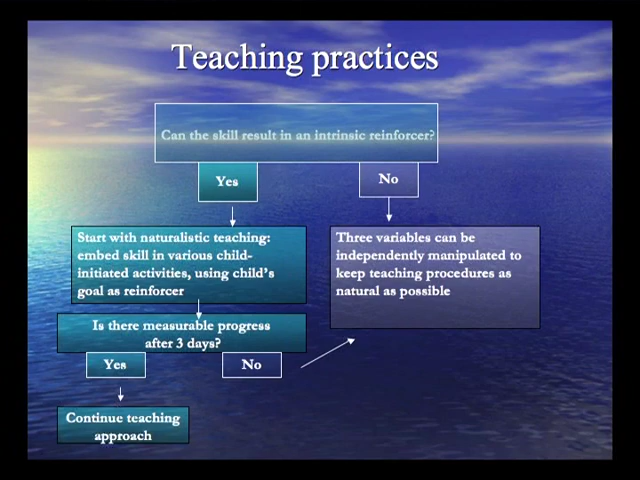 Teaching practices
Can the skill result in an intrinsic reinforcer?
Yes
No
Start with naturalistic teaching:
embed skill in various child-
initiated activities, using child's
goal as reinforcer
Three variables can be
independently manipulated to
keep teaching procedures as
natural as possible
Is there measurable progress
after 3 days?
Yes
No
Continue teaching
approach